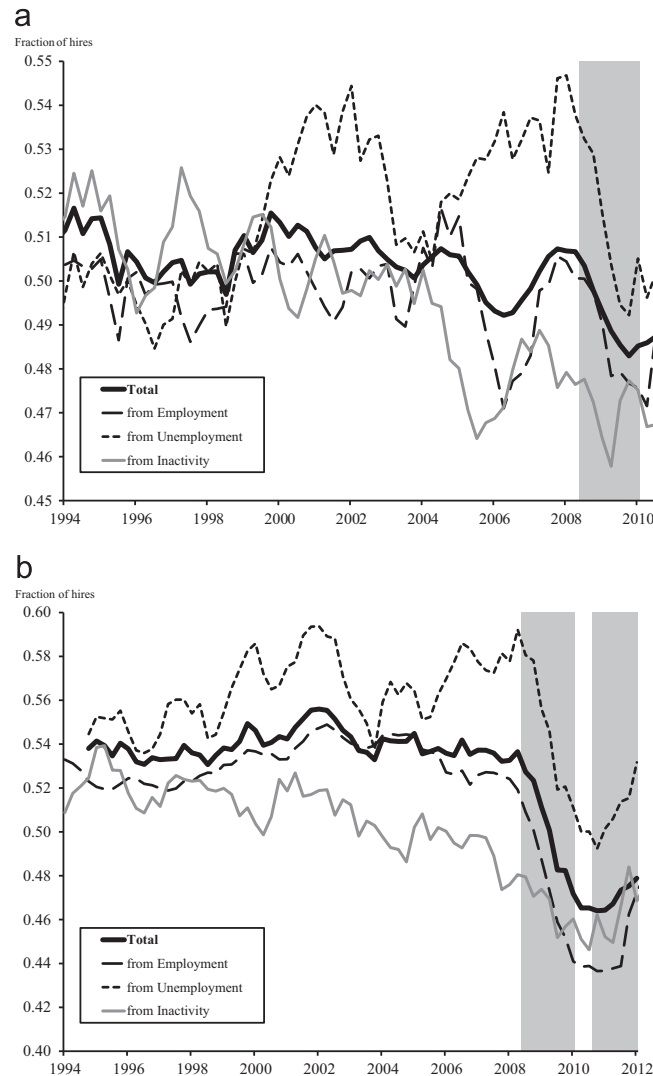 a
Fraction of hires
0.55
0.54
0.53
0.52
0.51
0.50
0.49
0.48
0.47
0.46
0.45
Total
from Employment
from Unemployment
from Inactivity
1994 1996 1998 2000 2002 2004 2006 2008 2010
b
Fraction of hires
0.60
0.58
0.56
0.54
0.52
0.50
0.48
0.46
0.44
0.42
0.40
Total
from Employment
from Unemployment
from Inactivity
1994 1996 1998 2000 2002 2004 2006 2008 2010 2012